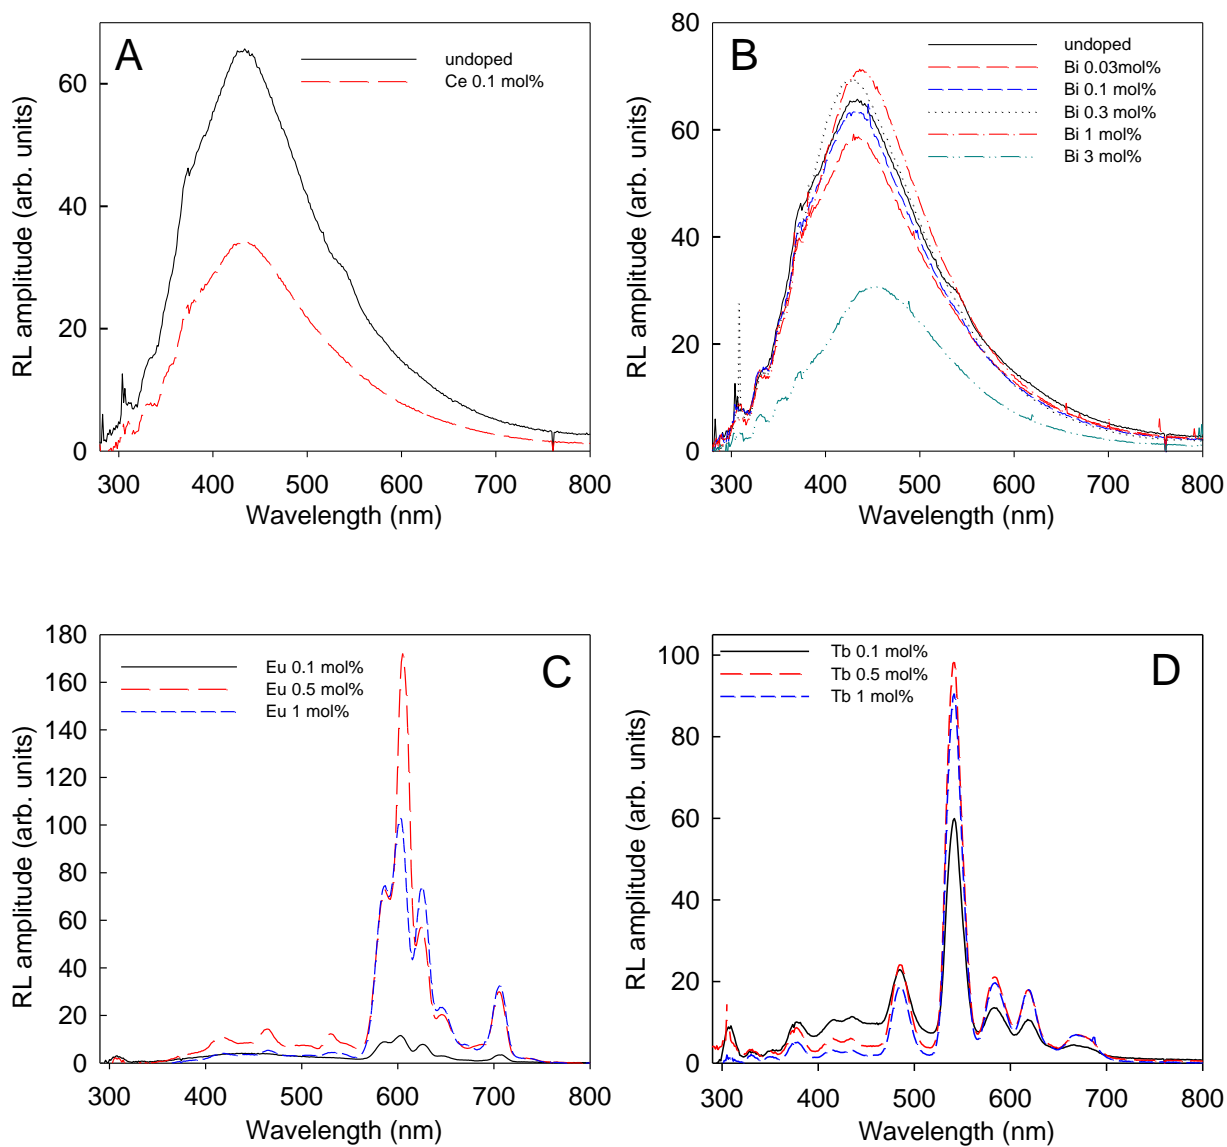 A
undoped
Ce 0.1 mol%
60
40
20
0
RL amplitude (arb. units)
300 400 500 600 700 800
Wavelength (nm)
B
undoped
Bi 0.03mol%
Bi 0.1 mol%
Bi 0.3 mol%
Bi 1 mol%
Bi 3 mol%
80
60
40
20
0
RL amplitude (arb. units)
300 400 500 600 700 800
Wavelength (nm)
C
Eu 0.1 mol%
Eu 0.5 mol%
Eu 1 mol%
180
160
140
120
100
80
60
40
20
0
RL amplitude (arb. units)
300 400 500 600 700 800
Wavelength (nm)
D
Tb 0.1 mol%
Tb 0.5 mol%
Tb 1 mol%
100
80
60
40
20
0
RL amplitude (arb. units)
300 400 500 600 700 800
Wavelength (nm)